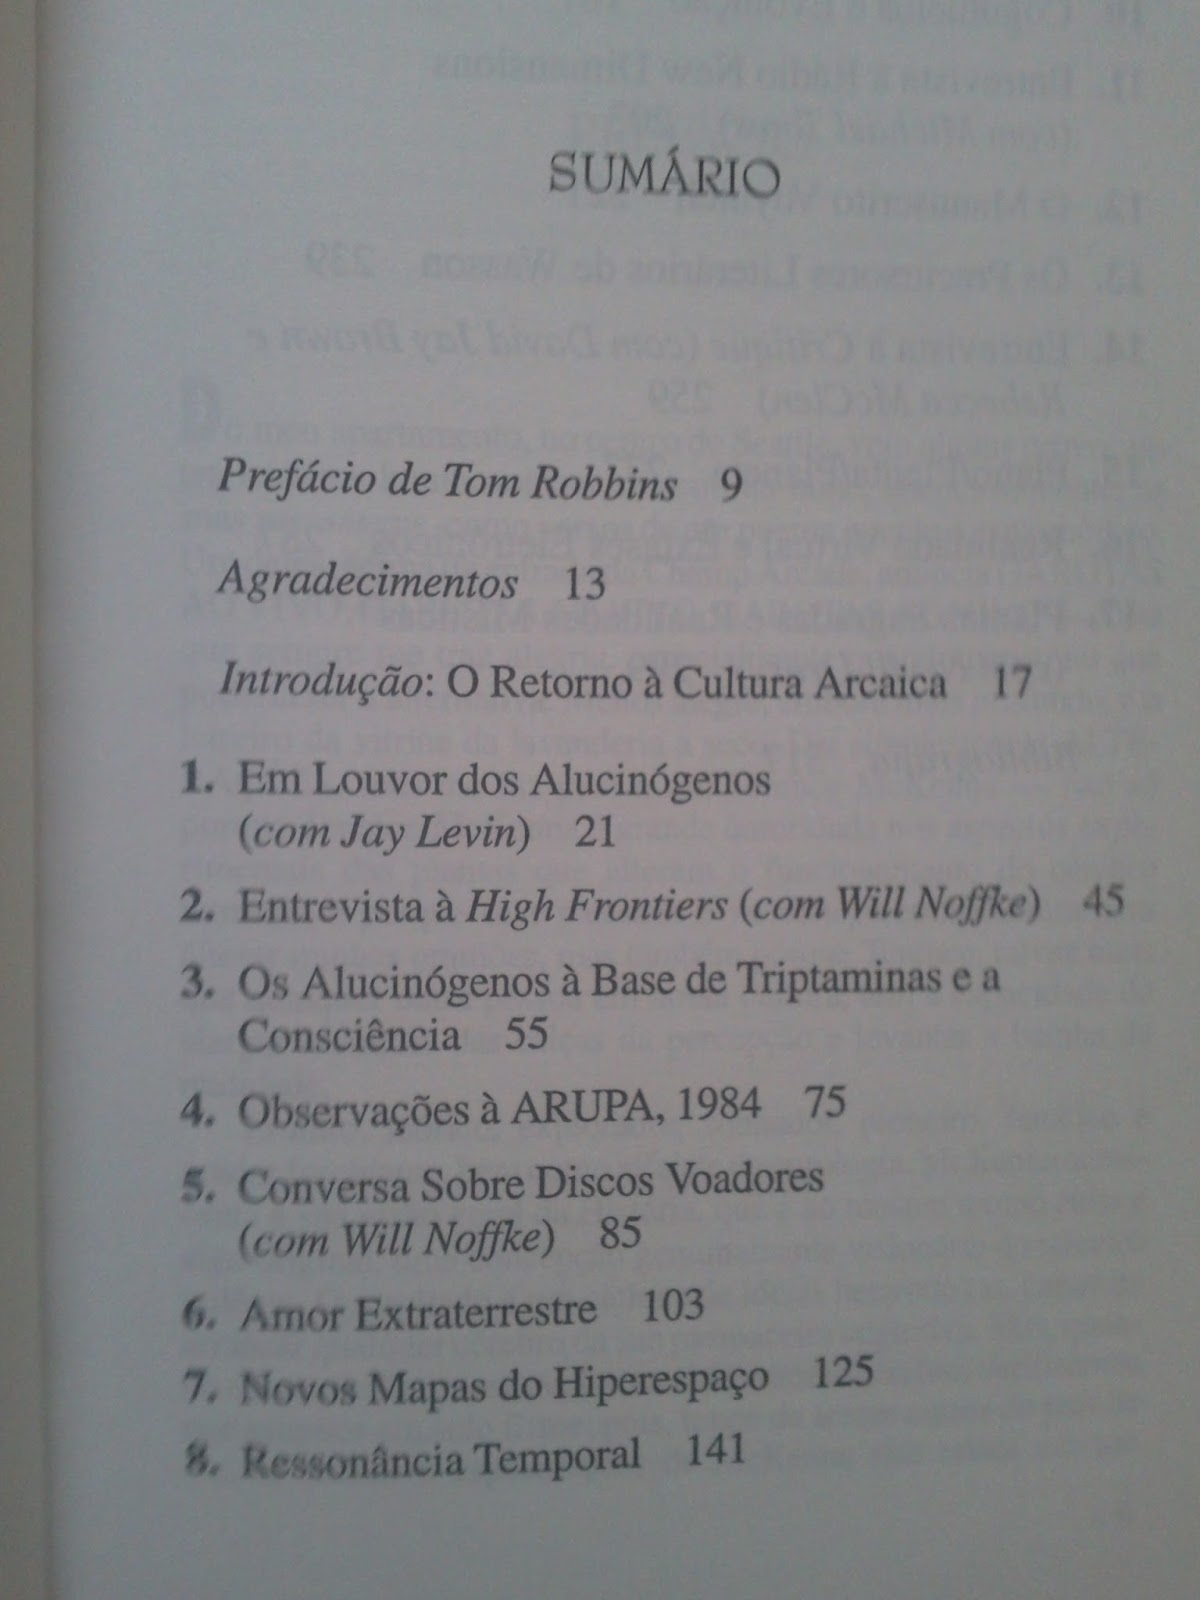 SUMÁRIO
Prefácio de Tom Robbins 9
Agradecimentos 13
Introdução: O Retorno à Cultura Arcaica 17
1. Em Louvor dos Alucinógenos
(com Jay Levin) 21
2. Entrevista à High Frontiers (com Will Noffke) 45
3. Os Alucinógenos à Base de Triptaminas e a
Consciência 55
4. Observações à ARUPA, 1984 75
5. Conversa Sobre Discos Voadores
(com Will Noffke) 85
6. Amor Extraterrestre 103
7. Novos Mapas do Hiperespaço 125
8. Ressonância Temporal 141